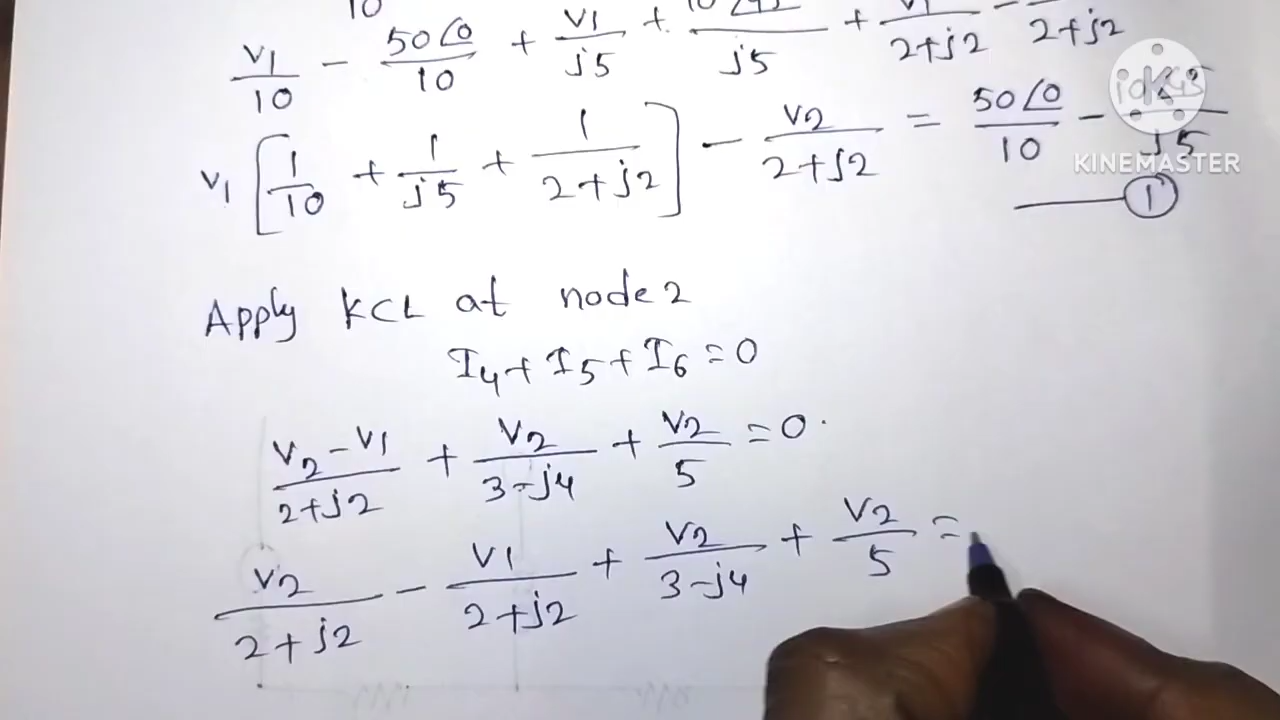 10
V1/10 - 50∠0/10 + V1/j5 + 10∠45/j5 + V1/2+j2 - /2+j2
V1 [1/10 + 1/j5 + 1/2+j2] - V2/2+j2 = 50∠0/10 - /j5
1
K
KINEMASTER
Apply KCL at node 2
I4 + I5 + I6 = 0
V2 - V1/2+j2 + V2/3-j4 + V2/5 = 0.
V2/2+j2 - V1/2+j2 + V2/3-j4 + V2/5 =